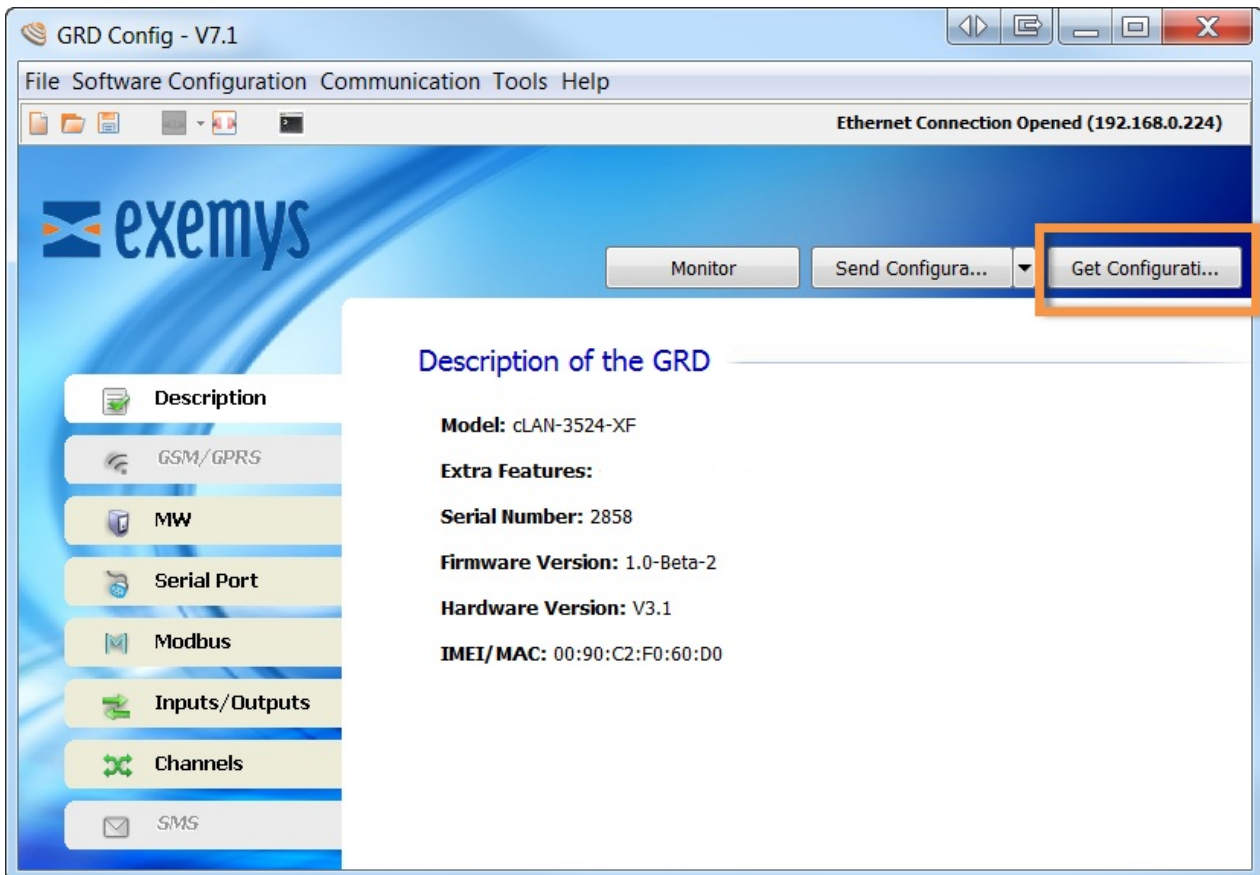 GRD Config - V7.1
File Software Configuration Communication Tools Help
Ethernet Connection Opened (192.168.0.224)
exemys
Monitor
Send Configura...
Get Configurati...
Description of the GRD
Description
GSM/GPRS
MW
Serial Port
Modbus
Inputs/Outputs
Channels
SMS
Model: cLAN-3524-XF
Extra Features:
Serial Number: 2858
Firmware Version: 1.0-Beta-2
Hardware Version: V3.1
IMEI/MAC: 00:90:C2:F0:60:D0